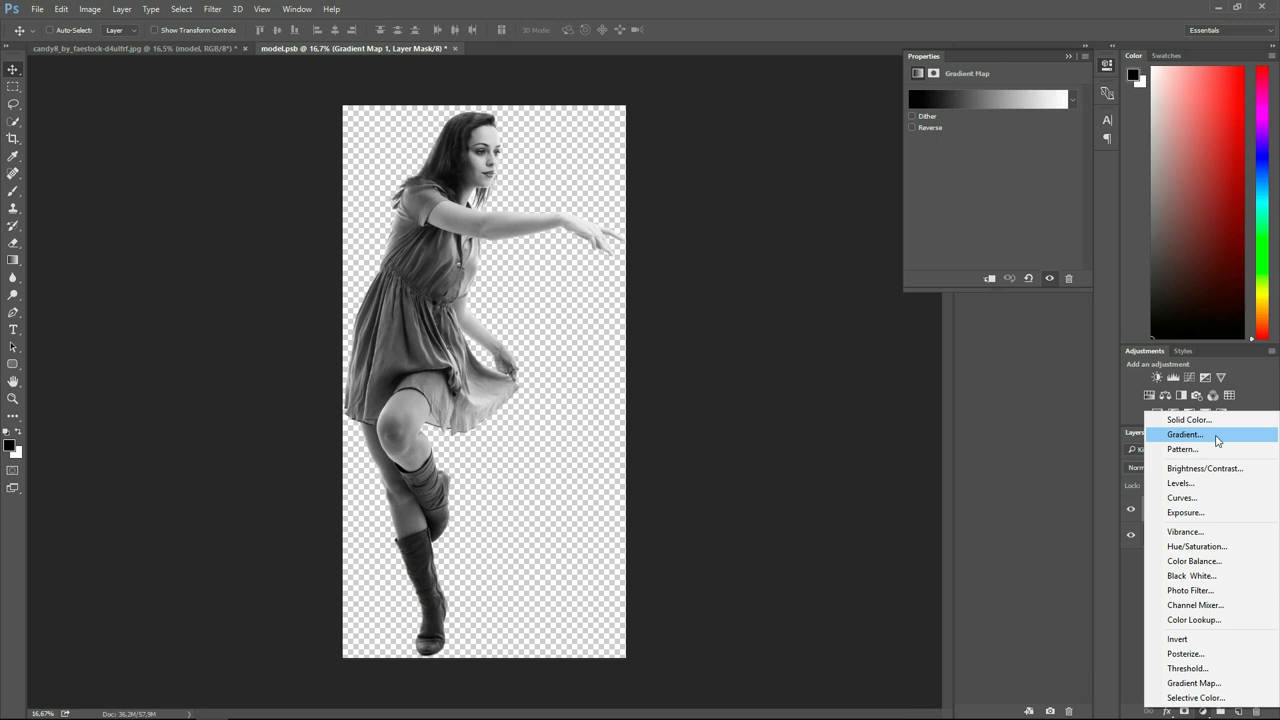 Ps File Edit Image Layer Type Select Filter 3D View Window Help
Auto-Select: Layer Show Transform Controls 3D Mode: Essentials
candy8_by_faestock-d4ulfrf.jpg @ 16,5% (model, RGB/8*) * × model.psb @ 16,7% (Gradient Map 1, Layer Mask/8) * ×
Properties
Gradient Map
Dither
Reverse
Color Swatches
Adjustments Styles
Add an adjustment
Layers
Lock:
Solid Color...
Gradient...
Pattern...
Brightness/Contrast...
Levels...
Curves...
Exposure...
Vibrance...
Hue/Saturation...
Color Balance...
Black White...
Photo Filter...
Channel Mixer...
Color Lookup...
Invert
Posterize...
Threshold...
Gradient Map...
Selective Color...
16,67% Doc: 36,2M/57,9M